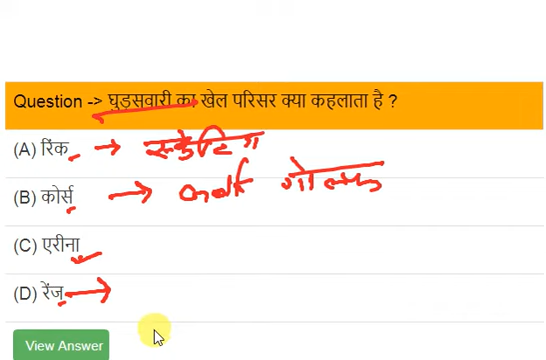 Question -> घुड़सवारी का खेल परिसर क्या कहलाता है ?
(A) रिंक → स्केटिंग
(B) कोर्स → गोल्फ
(C) एरीना
(D) रेंज →
View Answer